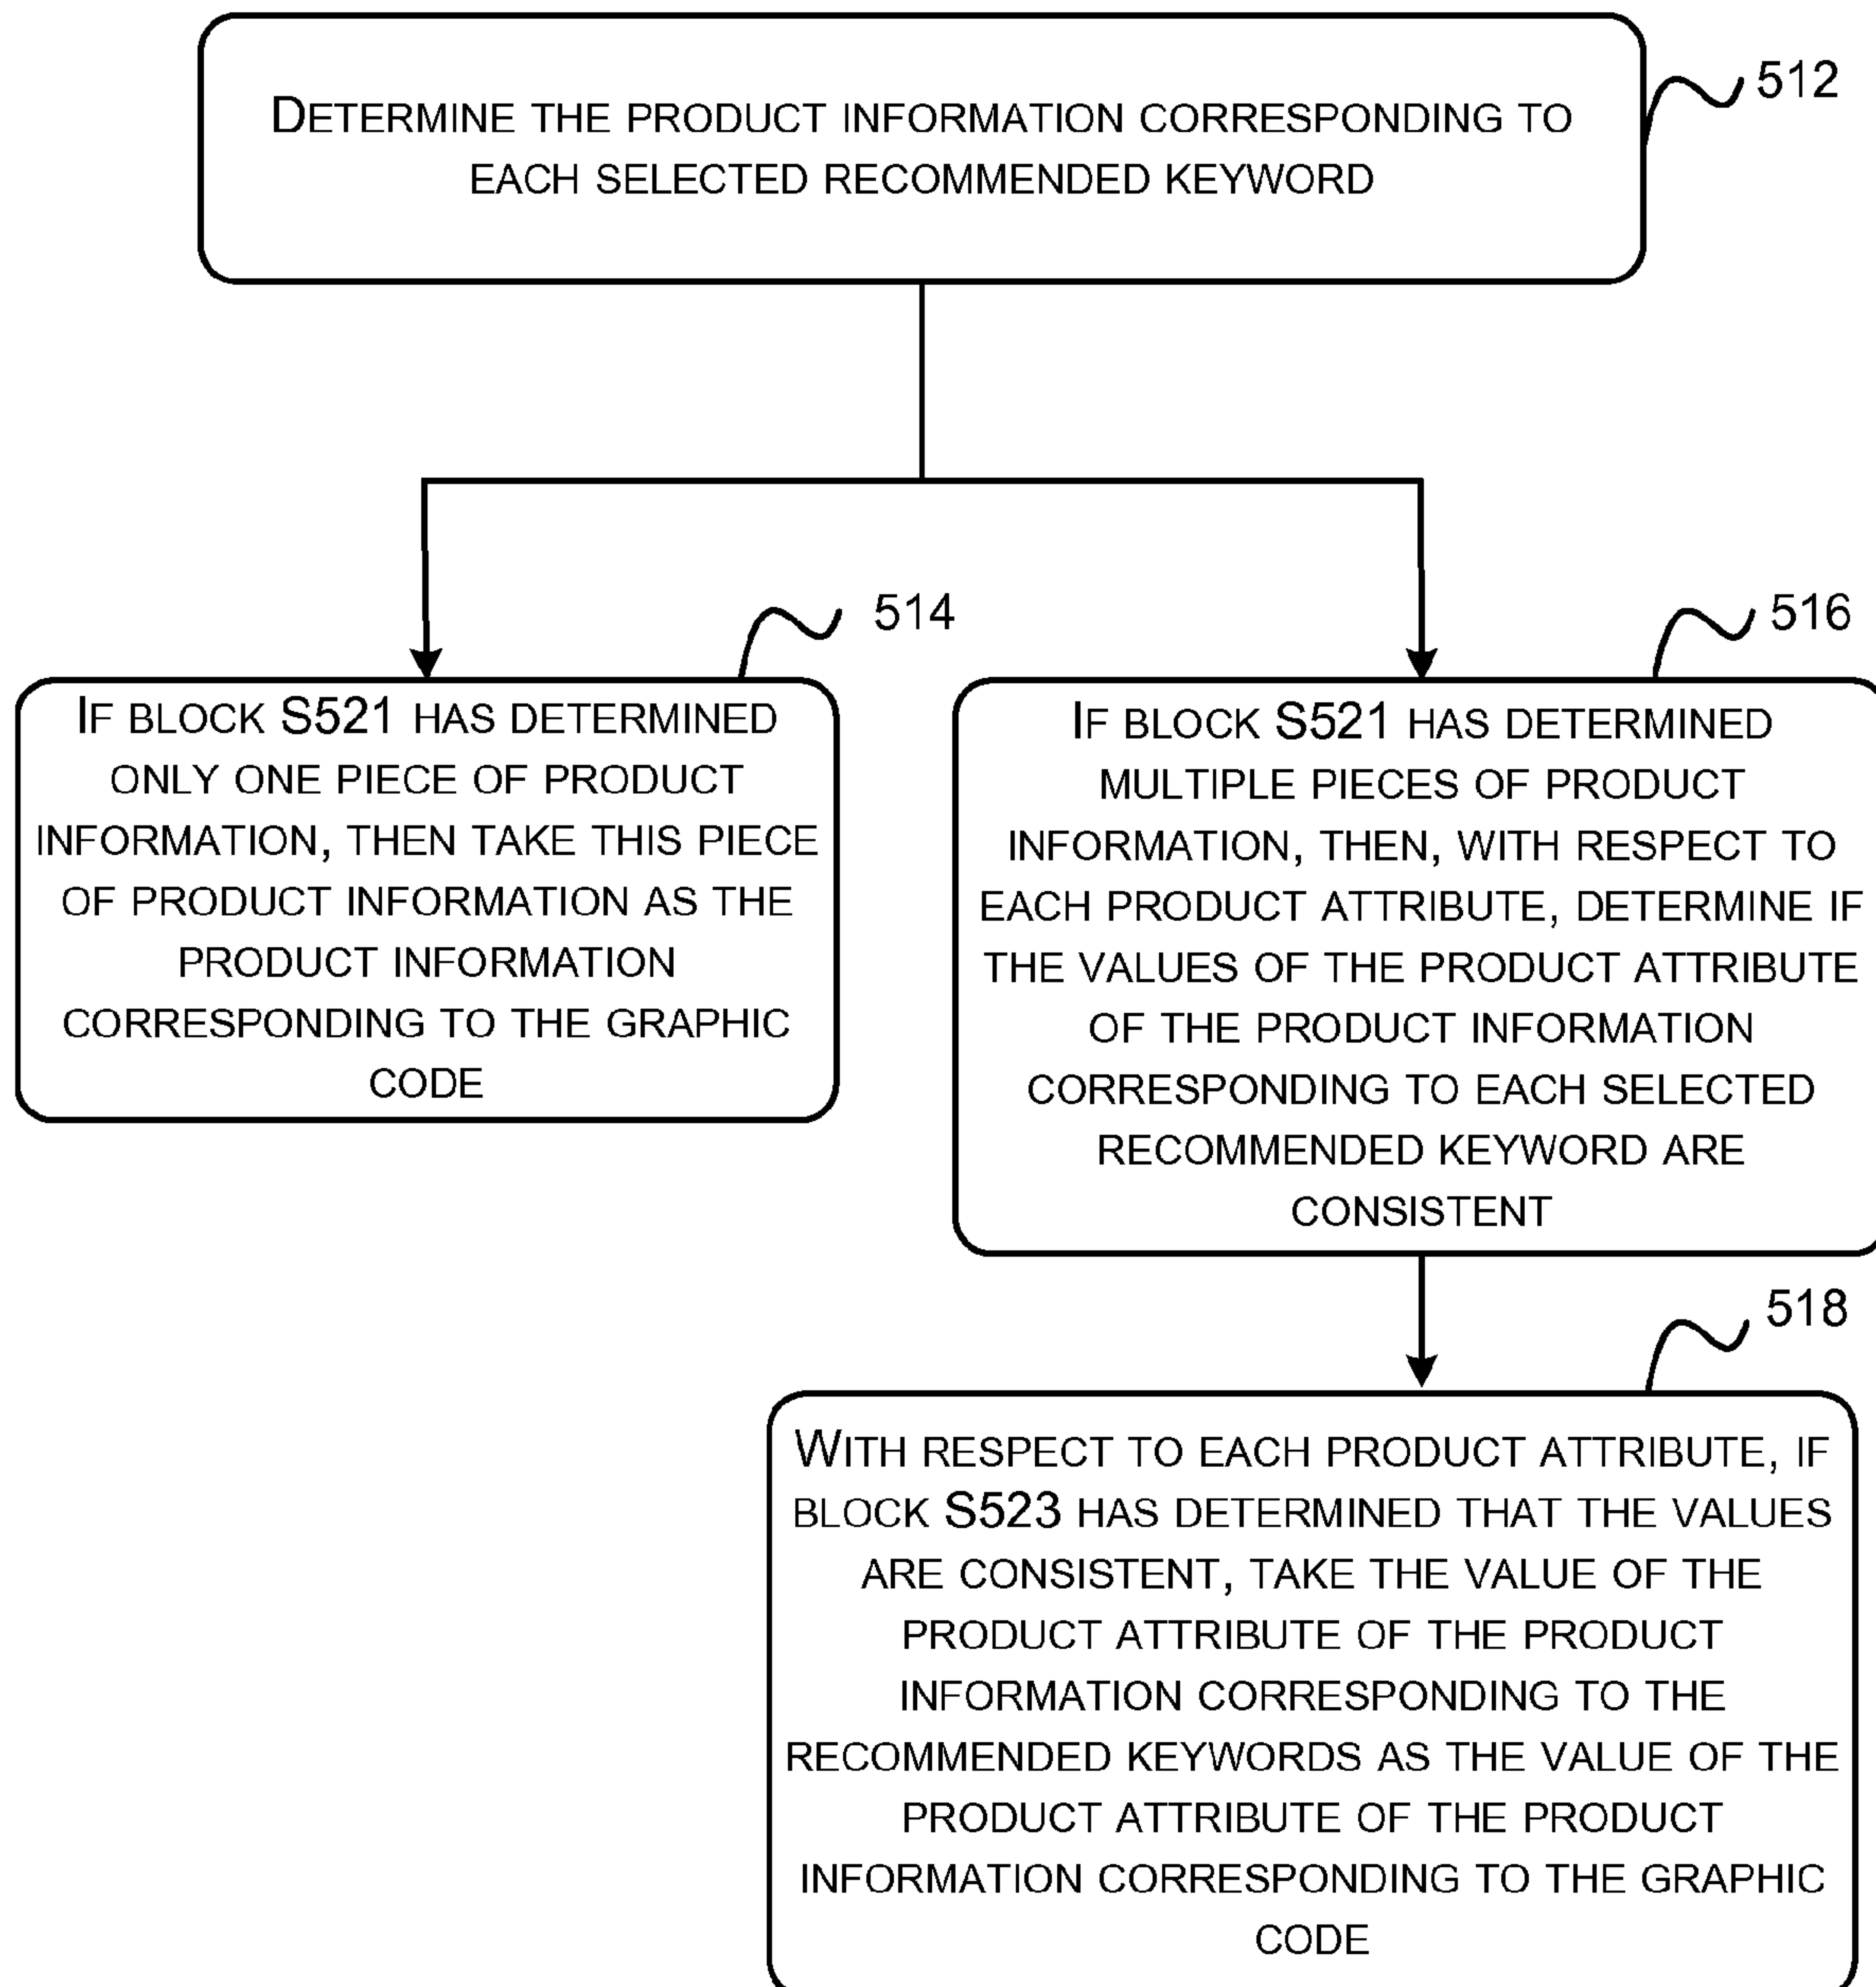 DETERMINE THE PRODUCT INFORMATION CORRESPONDING TO
EACH SELECTED RECOMMENDED KEYWORD
512
514
IF BLOCK S521 HAS DETERMINED
ONLY ONE PIECE OF PRODUCT
INFORMATION, THEN TAKE THIS PIECE
OF PRODUCT INFORMATION AS THE
PRODUCT INFORMATION
CORRESPONDING TO THE GRAPHIC
CODE
516
IF BLOCK S521 HAS DETERMINED
MULTIPLE PIECES OF PRODUCT
INFORMATION, THEN, WITH RESPECT TO
EACH PRODUCT ATTRIBUTE, DETERMINE IF
THE VALUES OF THE PRODUCT ATTRIBUTE
OF THE PRODUCT INFORMATION
CORRESPONDING TO EACH SELECTED
RECOMMENDED KEYWORD ARE
CONSISTENT
518
WITH RESPECT TO EACH PRODUCT ATTRIBUTE, IF
BLOCK S523 HAS DETERMINED THAT THE VALUES
ARE CONSISTENT, TAKE THE VALUE OF THE
PRODUCT ATTRIBUTE OF THE PRODUCT
INFORMATION CORRESPONDING TO THE
RECOMMENDED KEYWORDS AS THE VALUE OF THE
PRODUCT ATTRIBUTE OF THE PRODUCT
INFORMATION CORRESPONDING TO THE GRAPHIC
CODE